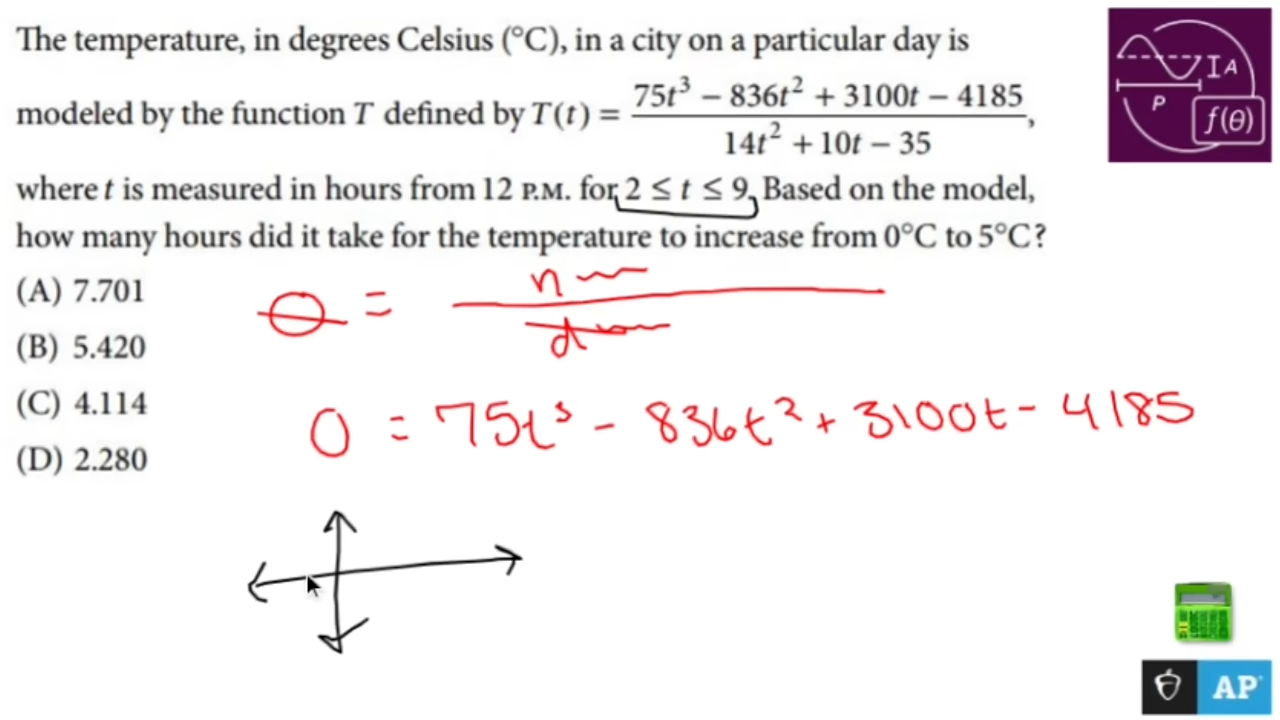 The temperature, in degrees Celsius (°C), in a city on a particular day is
modeled by the function T defined by T(t) = \frac{75t³ − 836t² + 3100t − 4185}{14t² + 10t − 35},
where t is measured in hours from 12 P.M. for 2 ≤ t ≤ 9. Based on the model,
how many hours did it take for the temperature to increase from 0°C to 5°C?
(A) 7.701
(B) 5.420
(C) 4.114
(D) 2.280
0 = \frac{n}{d}
0 = 75t³ − 836t² + 3100t − 4185
I A
P
f(θ)
AP